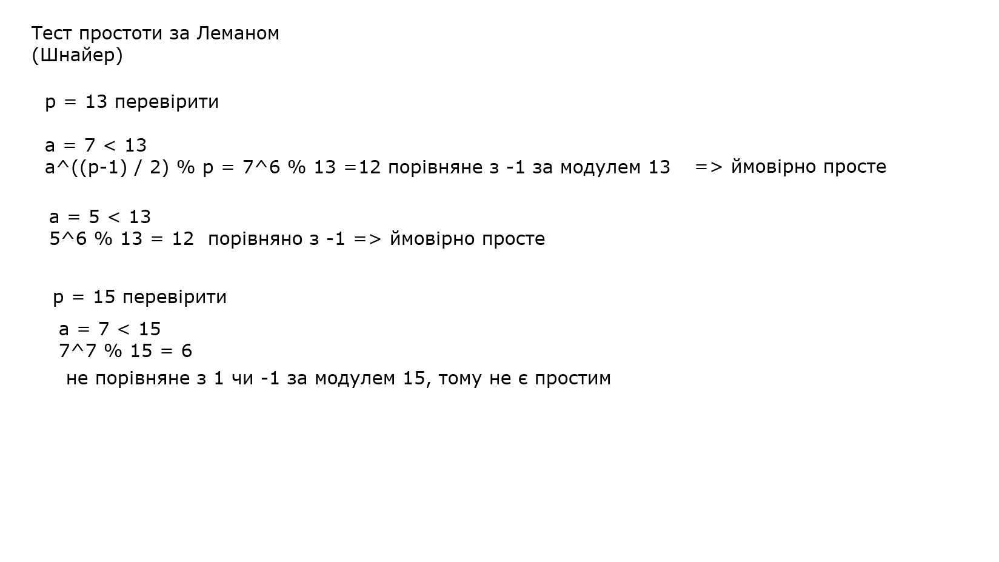 Тест простоти за Леманом
(Шнайер)
p = 13 перевірити
a = 7 < 13
a^((p-1) / 2) % p = 7^6 % 13 =12 порівняне з -1 за модулем 13 => ймовірно просте
a = 5 < 13
5^6 % 13 = 12 порівняно з -1 => ймовірно просте
p = 15 перевірити
a = 7 < 15
7^7 % 15 = 6
не порівняне з 1 чи -1 за модулем 15, тому не є простим